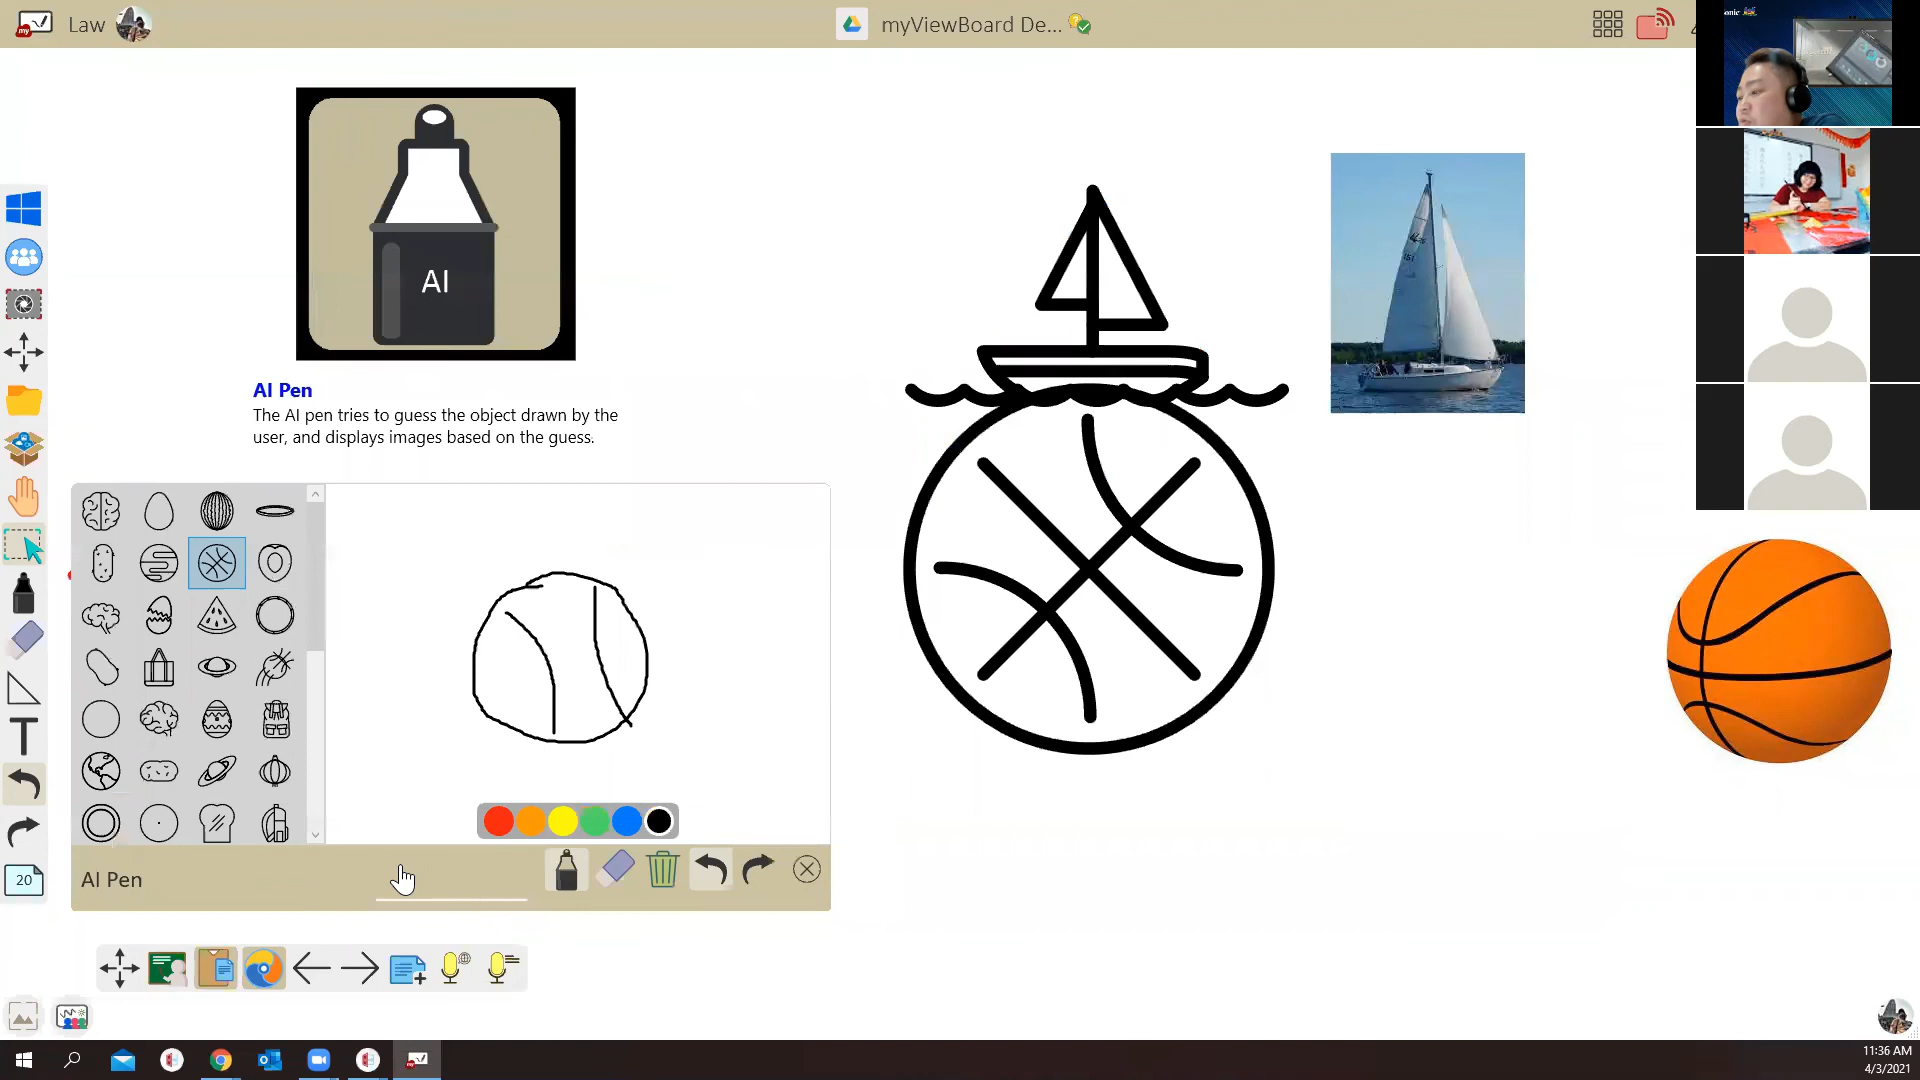 Law
myViewBoard De...
AI
AI Pen
The AI pen tries to guess the object drawn by the
user, and displays images based on the guess.
20
AI Pen
11:36 AM
4/3/2021